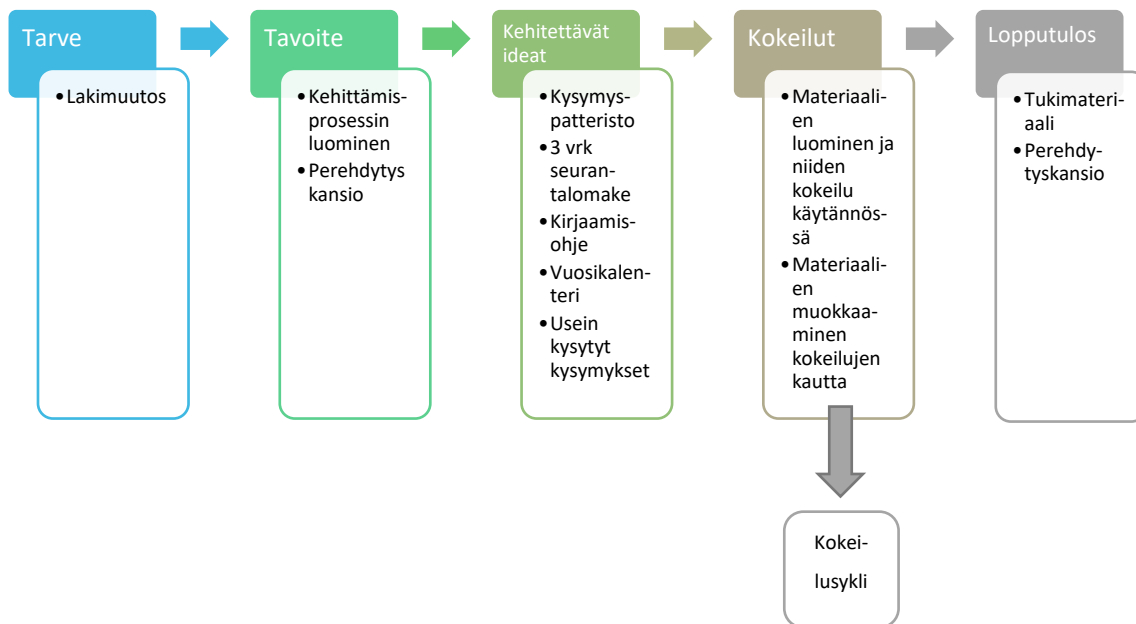 Tarve
• Lakimuutos
Tavoite
• Kehittämis-
prosessin
luominen
• Perehdytys
kansio
Kehitettävät
ideat
• Kysymys-
patteristo
• 3 vrk
seuran-
talomake
• Kirjaamis-
ohje
• Vuosikalen-
teri
• Usein
kysytyt
kysymykset
Kokeilut
• Materiaali-
en
luominen ja
niiden
kokeilu
käytännös-
sä
• Materiaali-
en
muokkaa-
minen
kokeilujen
kautta
Kokei-
lusykli
Lopputulos
• Tukimateri-
aali
• Perehdy-
tyskansio